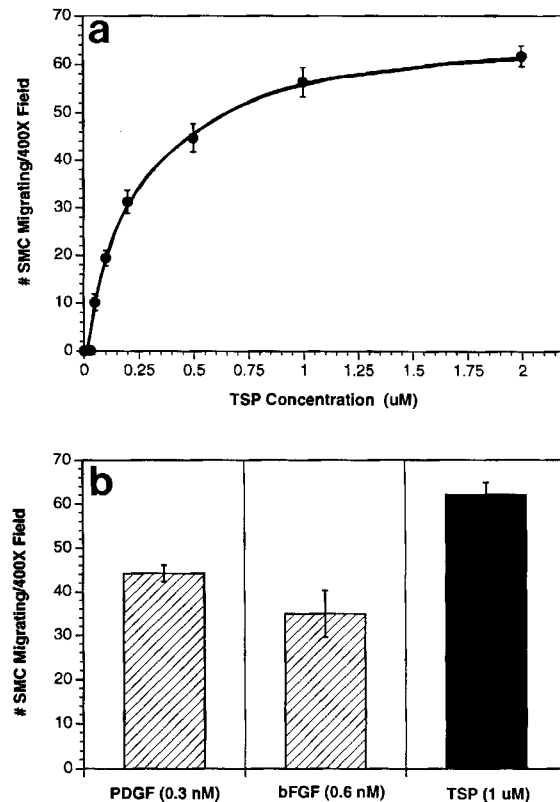 a
# SMC Migrating/400X Field
70
60
50
40
30
20
10
0
0 0.25 0.5 0.75 1 1.25 1.5 1.75 2
TSP Concentration (uM)
b
# SMC Migrating/400X Field
70
60
50
40
30
20
10
0
PDGF (0.3 nM) bFGF (0.6 nM) TSP (1 uM)